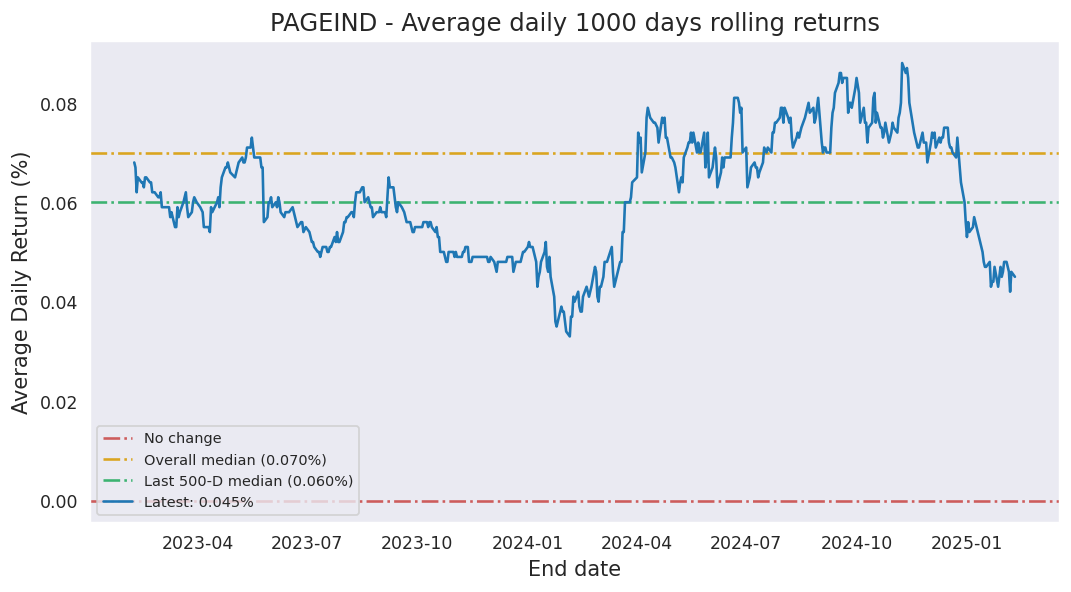 PAGEIND - Average daily 1000 days rolling returns
Average Daily Return (%)
0.08
0.06
0.04
0.02
0.00
No change
Overall median (0.070%)
Last 500-D median (0.060%)
Latest: 0.045%
2023-04 2023-07 2023-10 2024-01 2024-04 2024-07 2024-10 2025-01
End date